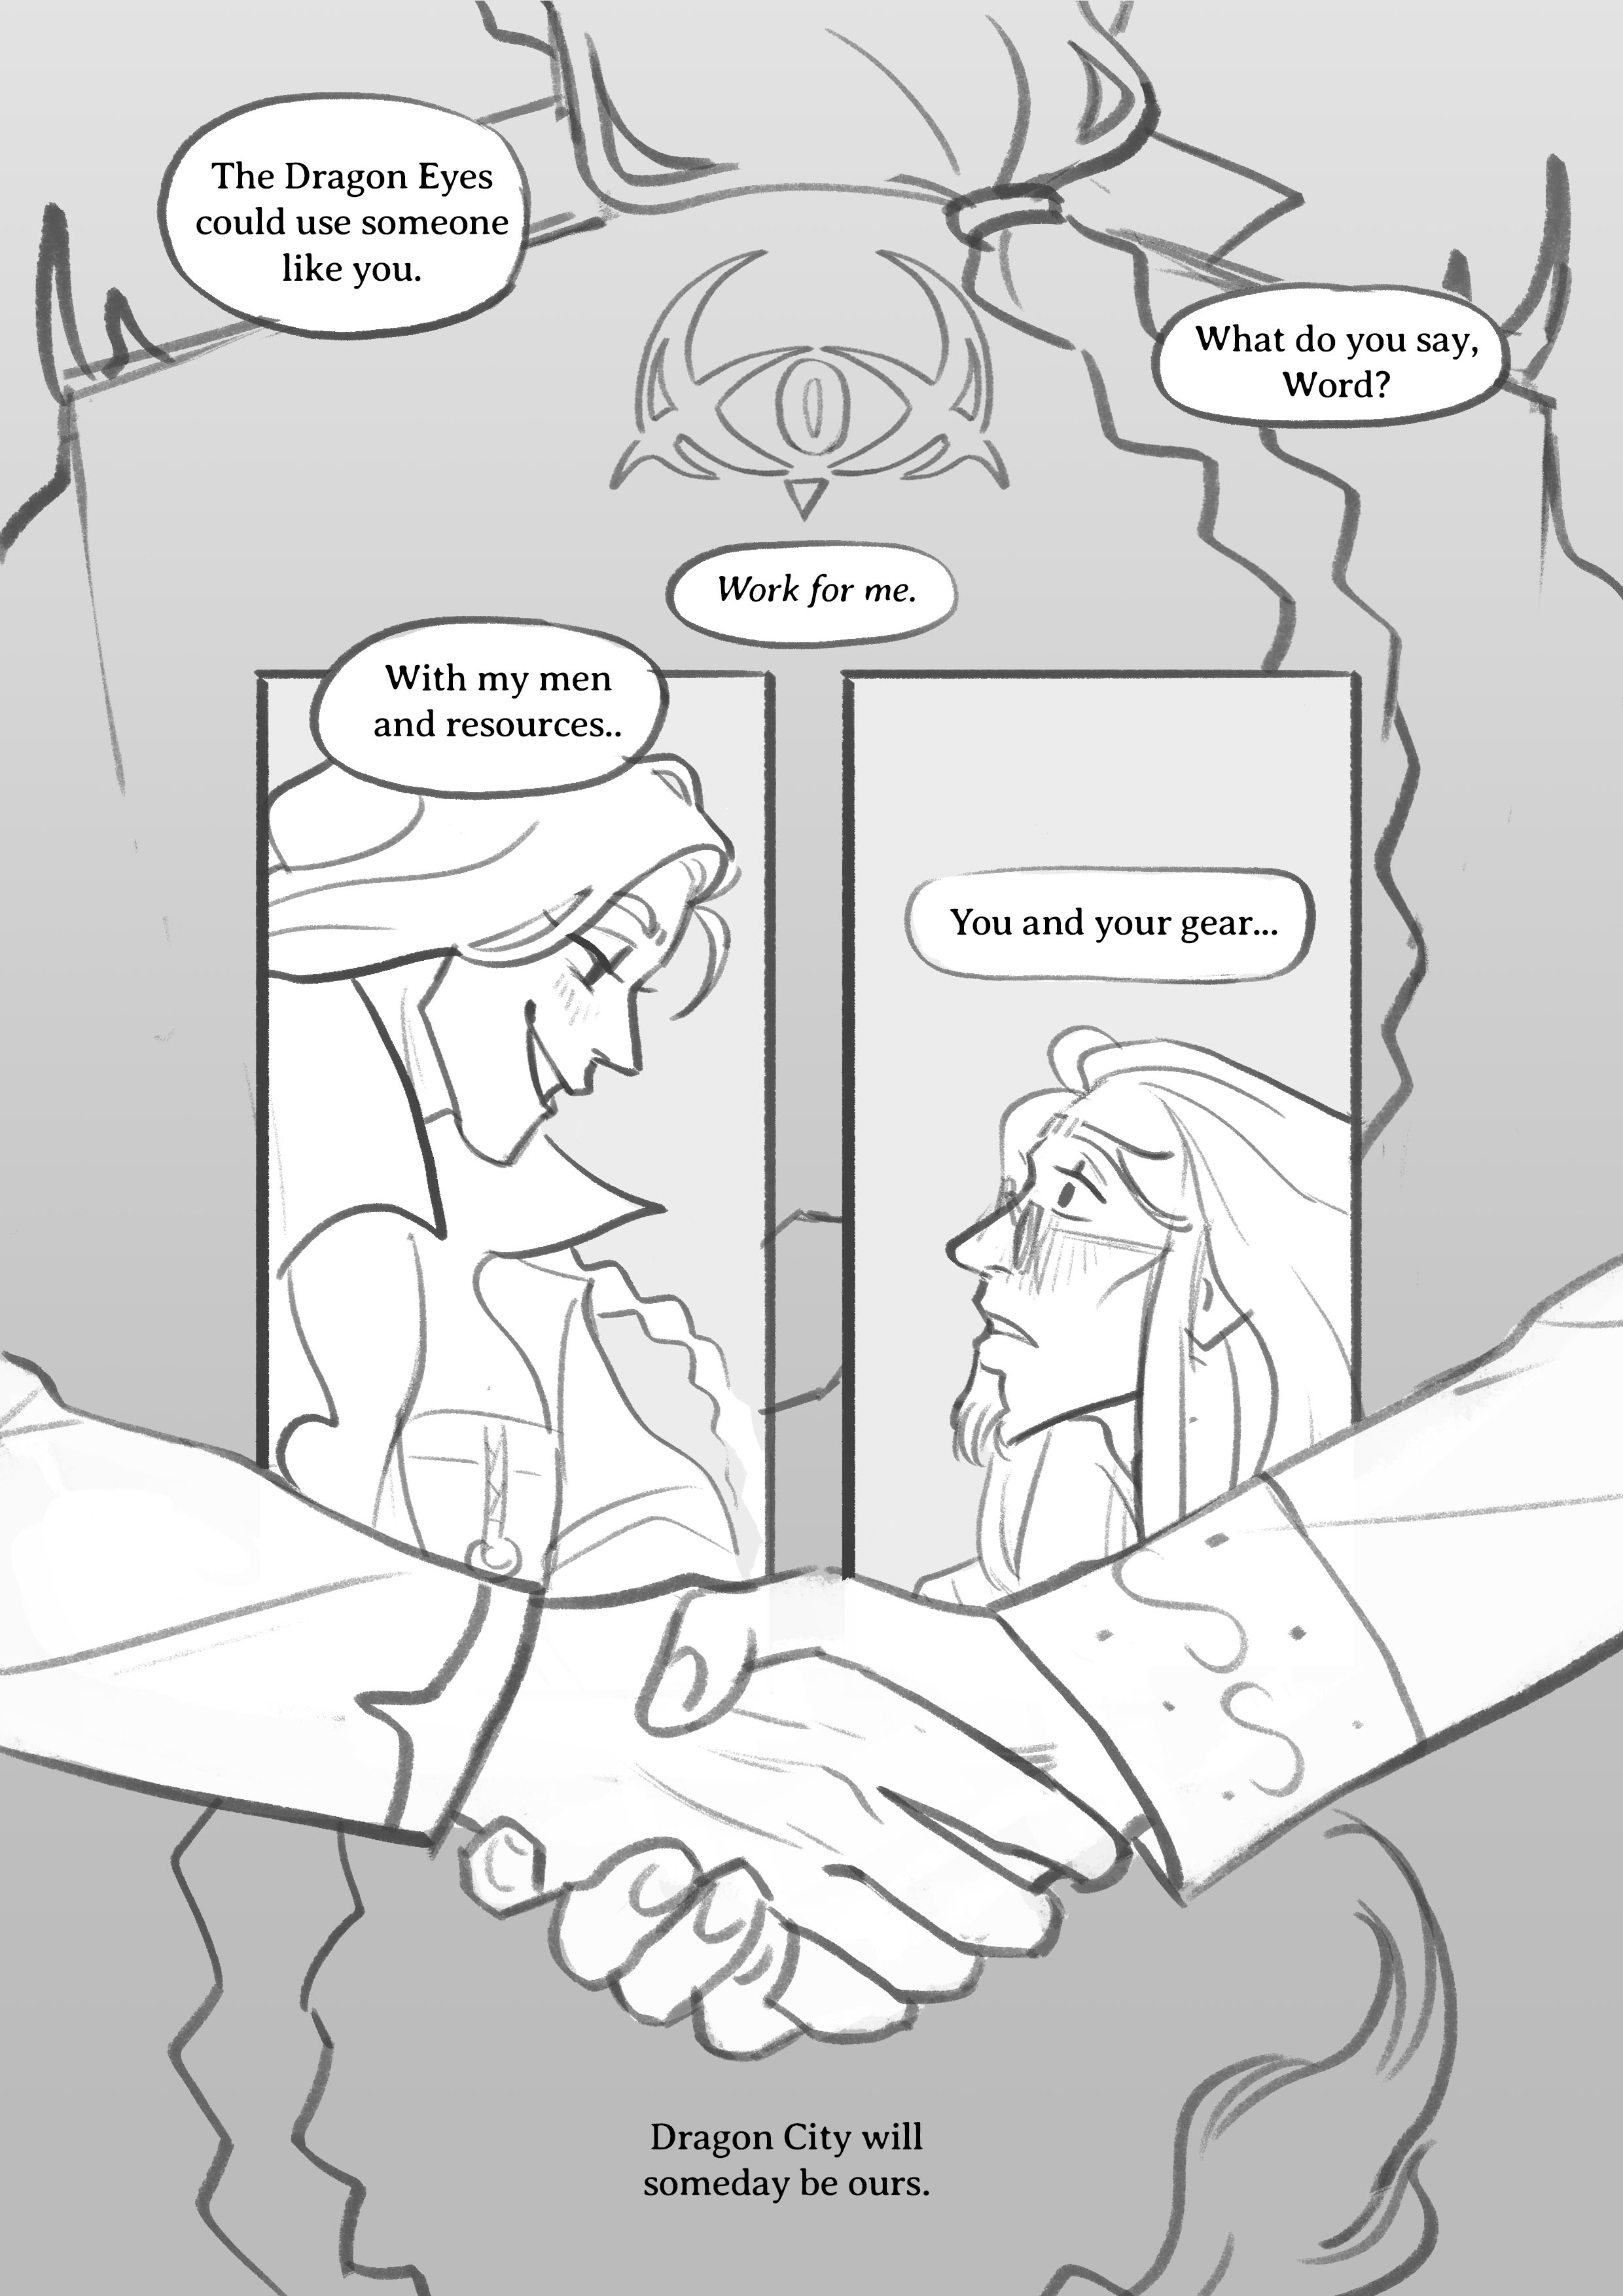 The Dragon Eyes
could use someone
like you.
What do you say,
Word?
Work for me.
With my men
and resources..
You and your gear...
Dragon City will
someday be ours.